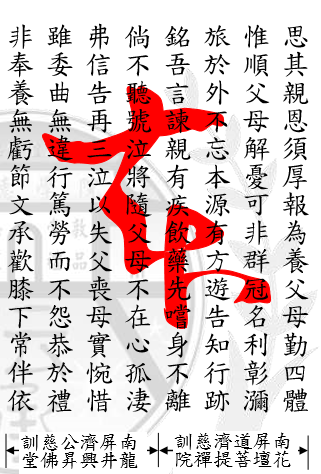 思其親恩須厚報為養父母勤四體
惟順父母解憂可非群冠名利彰瀰
旅於外不忘本源有方遊告知行跡
銘吾言諫親有疾飲藥先嚐身不離
倘不聽號泣將隨父母不在心孤淒
弗信告再三泣以失父喪母實惋惜
雖委曲無違行篤勞而不怨恭於禮
非奉養無虧節文承歡膝下常伴依
南屏道濟慈訓
花壇菩提禪院
南屏濟公慈訓
龍井興昇佛堂